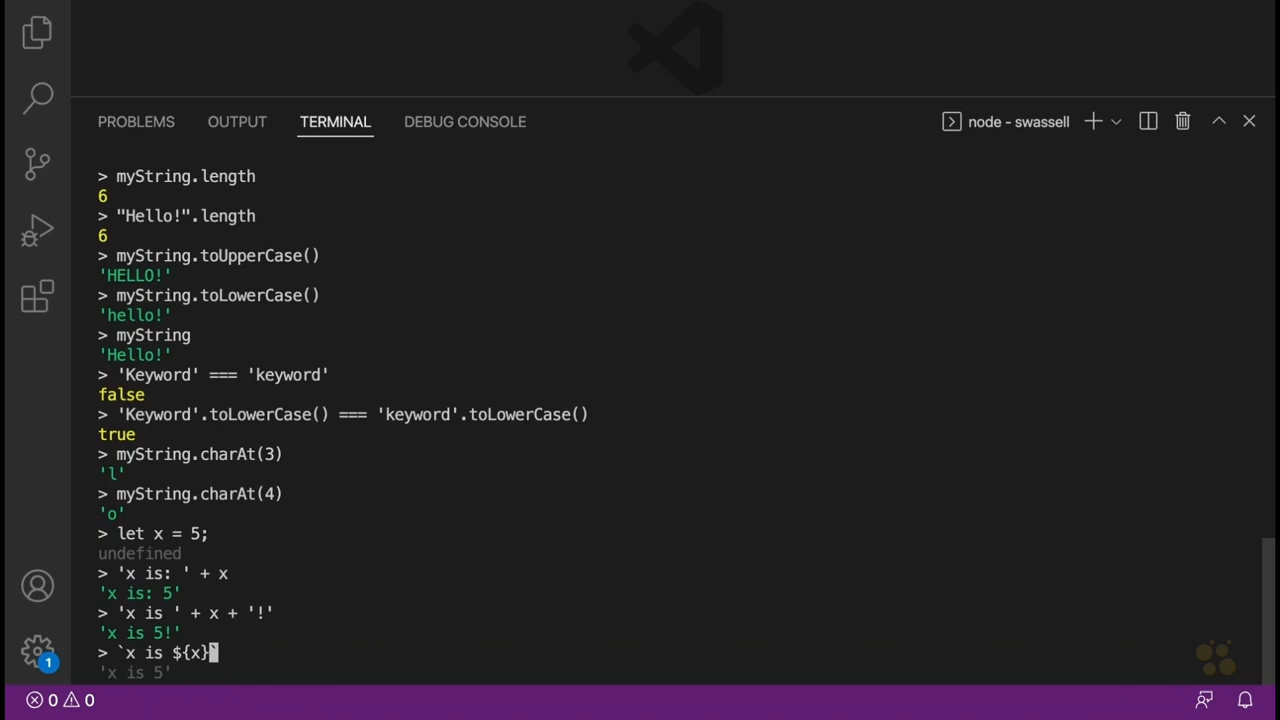 PROBLEMS OUTPUT TERMINAL DEBUG CONSOLE node - swassell
> myString.length
6
> "Hello!".length
6
> myString.toUpperCase()
'HELLO!'
> myString.toLowerCase()
'hello!'
> myString
'Hello!'
> 'Keyword' === 'keyword'
false
> 'Keyword'.toLowerCase() === 'keyword'.toLowerCase()
true
> myString.charAt(3)
'l'
> myString.charAt(4)
'o'
> let x = 5;
undefined
> 'x is: ' + x
'x is: 5'
> 'x is ' + x + '!'
'x is 5!'
> `x is ${x}`
'x is 5'
1
0 0